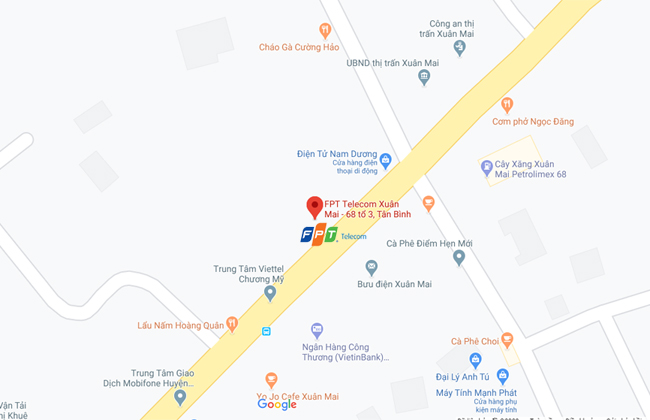 Công an thị
trấn Xuân Mai
Cháo Gà Cường Hảo
UBND thị trấn Xuân Mai
Cơm phở Ngọc Đăng
Điện Tử Nam Dương
Cửa hàng điện
thoại di động
Cây Xăng Xuân
Mai Petrolimex 68
FPT Telecom Xuân
Mai - 68 tổ 3, Tân Bình
FPT Telecom
Cà Phê Điểm Hẹn Mới
Trung Tâm Viettel
Chương Mỹ
Bưu điện Xuân Mai
Lẩu Nấm Hoàng Quân
Ngân Hàng Công
Thương (VietinBank)...
Cà Phê Choi
Trung Tâm Giao
Dịch Mobifone Huyện...
Đại Lý Anh Tú
Máy Tính Mạnh Phát
Cửa hàng phụ
kiện máy tính
Yo Jo Cafe Xuân Mai
Vân Tải
Google